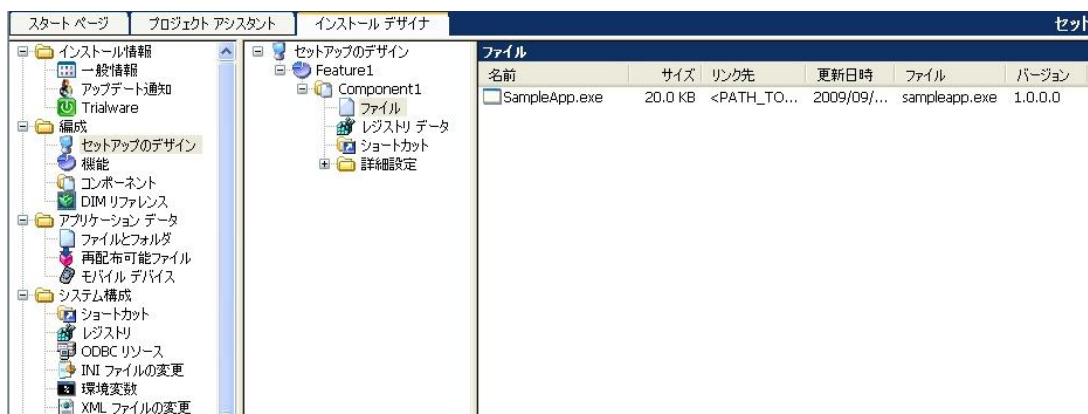 スタート ページ
プロジェクト アシスタント
インストール デザイナ
インストール情報
一般情報
アップデート通知
Trialware
編成
セットアップのデザイン
機能
コンポーネント
DIM リファレンス
アプリケーション データ
ファイルとフォルダ
再配布可能ファイル
モバイル デバイス
システム構成
ショートカット
レジストリ
ODBC リソース
INI ファイルの変更
環境変数
XML ファイルの変更
セットアップのデザイン
Feature1
Component1
ファイル
レジストリ データ
ショートカット
詳細設定
ファイル
名前 サイズ リンク先 更新日時 ファイル バージョン
SampleApp.exe 20.0 KB <PATH_TO... 2009/09/... sampleapp.exe 1.0.0.0